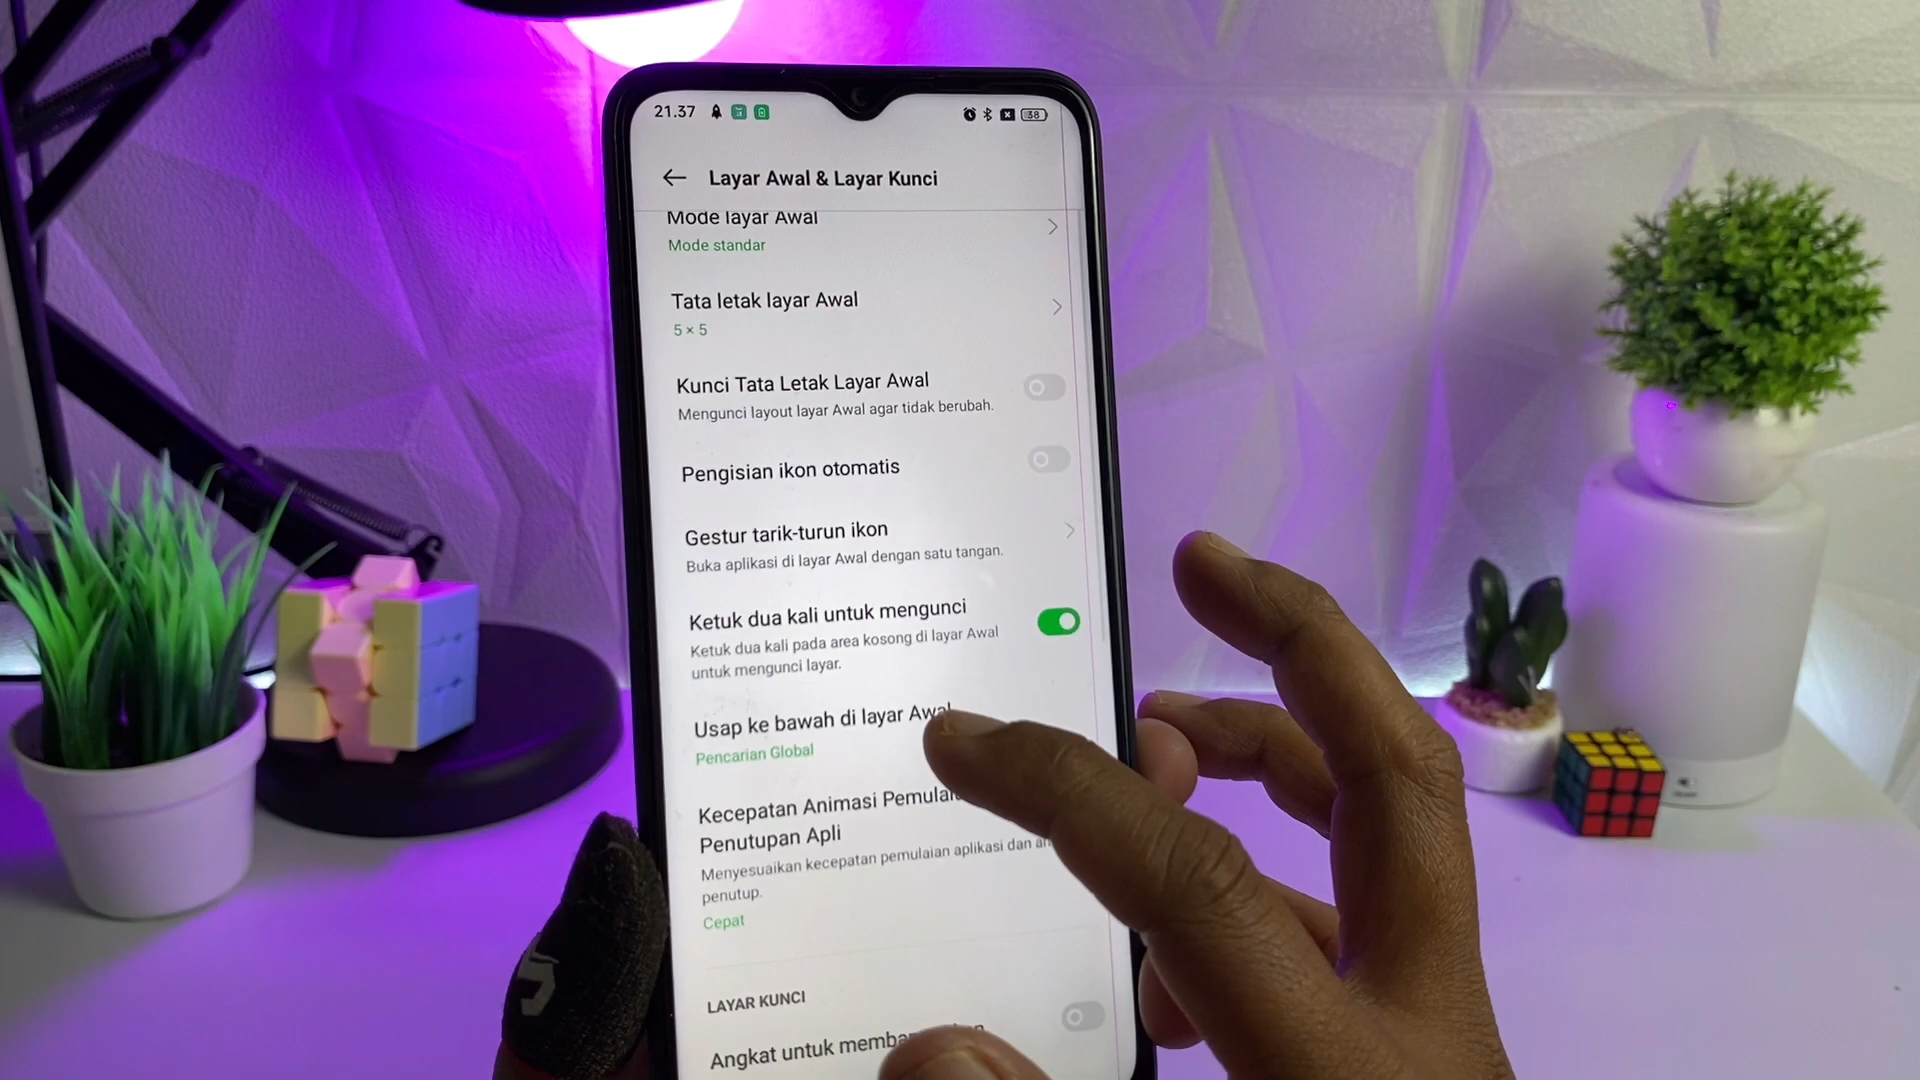 21.37
38
Layar Awal & Layar Kunci
Mode layar Awal
Mode standar
Tata letak layar Awal
5 × 5
Kunci Tata Letak Layar Awal
Mengunci layout layar Awal agar tidak berubah.
Pengisian ikon otomatis
Gestur tarik-turun ikon
Buka aplikasi di layar Awal dengan satu tangan.
Ketuk dua kali untuk mengunci
Ketuk dua kali pada area kosong di layar Awal
untuk mengunci layar.
Usap ke bawah di layar Awal
Pencarian Global
Kecepatan Animasi
Penutupan Apli
Menyesuaikan kecepatan pemulaian aplikasi dan
penutup.
Cepat
LAYAR KUNCI
Angkat untuk